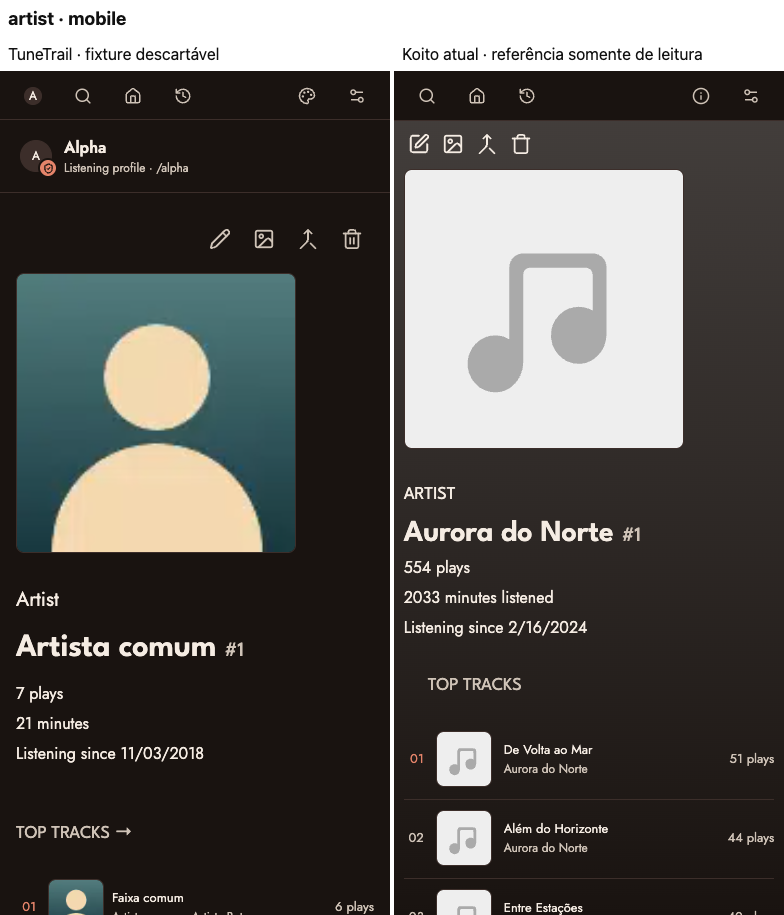 artist · mobile
TuneTrail · fixture descartável
A
A
Alpha
Listening profile · /alpha
Artist
Artista comum #1
7 plays
21 minutes
Listening since 11/03/2018
TOP TRACKS →
01
Faixa comum
6 plays
Koito atual · referência somente de leitura
ARTIST
Aurora do Norte #1
554 plays
2033 minutes listened
Listening since 2/16/2024
TOP TRACKS
01
De Volta ao Mar
51 plays
Aurora do Norte
02
Além do Horizonte
44 plays
Aurora do Norte
Entre Estações